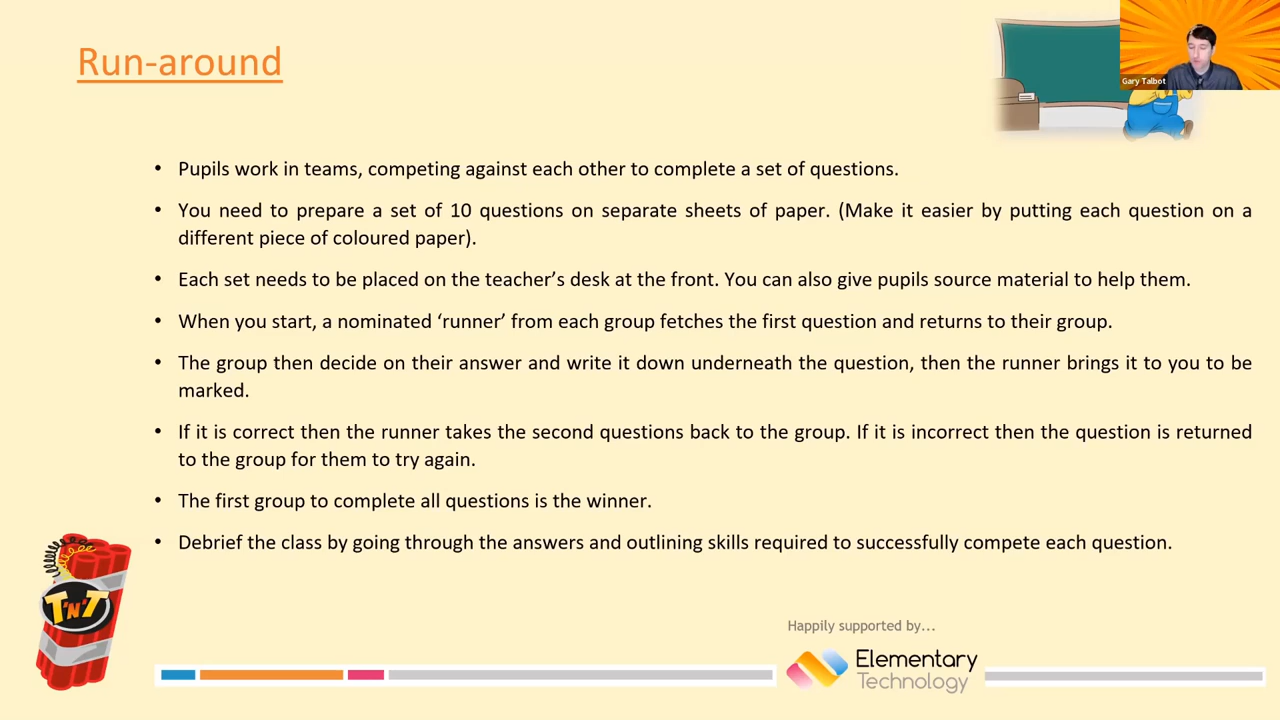 Run-around
Gary Talbot
• Pupils work in teams, competing against each other to complete a set of questions.
• You need to prepare a set of 10 questions on separate sheets of paper. (Make it easier by putting each question on a
different piece of coloured paper).
• Each set needs to be placed on the teacher’s desk at the front. You can also give pupils source material to help them.
• When you start, a nominated ‘runner’ from each group fetches the first question and returns to their group.
• The group then decide on their answer and write it down underneath the question, then the runner brings it to you to be
marked.
• If it is correct then the runner takes the second questions back to the group. If it is incorrect then the question is returned
to the group for them to try again.
• The first group to complete all questions is the winner.
• Debrief the class by going through the answers and outlining skills required to successfully compete each question.
T'N'T
Happily supported by...
Elementary
Technology